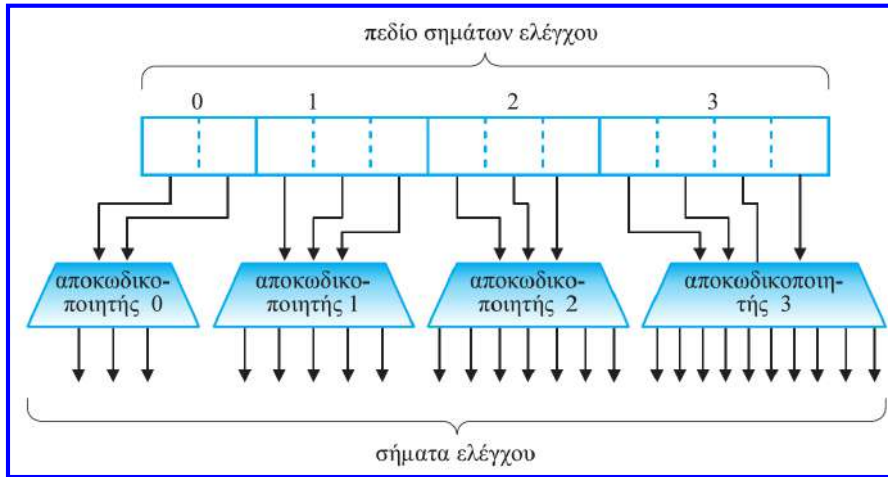 πεδίο σημάτων ελέγχου
0 1 2 3
αποκωδικο- αποκωδικο- αποκωδικο- αποκωδικοποιη-
ποιητής 0 ποιητής 1 ποιητής 2 τής 3
σήματα ελέγχου